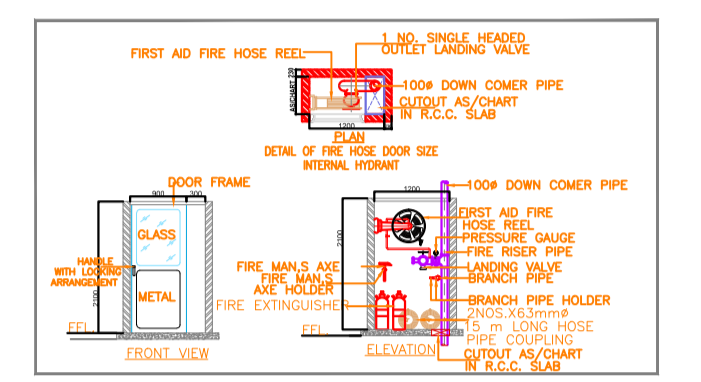 1 NO. SINGLE HEADED
OUTLET LANDING VALVE
FIRST AID FIRE HOSE REEL
230
AS/CHART
100ø DOWN COMER PIPE
CUTOUT AS/CHART
IN R.C.C. SLAB
1200
PLAN
DETAIL OF FIRE HOSE DOOR SIZE
INTERNAL HYDRANT
DOOR FRAME
900
300
GLASS
HANDLE
WITH LOCKING
ARRANGEMENT
2100
METAL
FFL
FRONT VIEW
1200
100ø DOWN COMER PIPE
2100
FIRST AID FIRE
HOSE REEL
PRESSURE GAUGE
FIRE RISER PIPE
LANDING VALVE
BRANCH PIPE
FIRE MAN,S AXE
FIRE MAN,S
AXE HOLDER
FIRE EXTINGUISHER
BRANCH PIPE HOLDER
2NOS.X63mmø
15 m LONG HOSE
PIPE COUPLING
FFL
ELEVATION
CUTOUT AS/CHART
IN R.C.C. SLAB